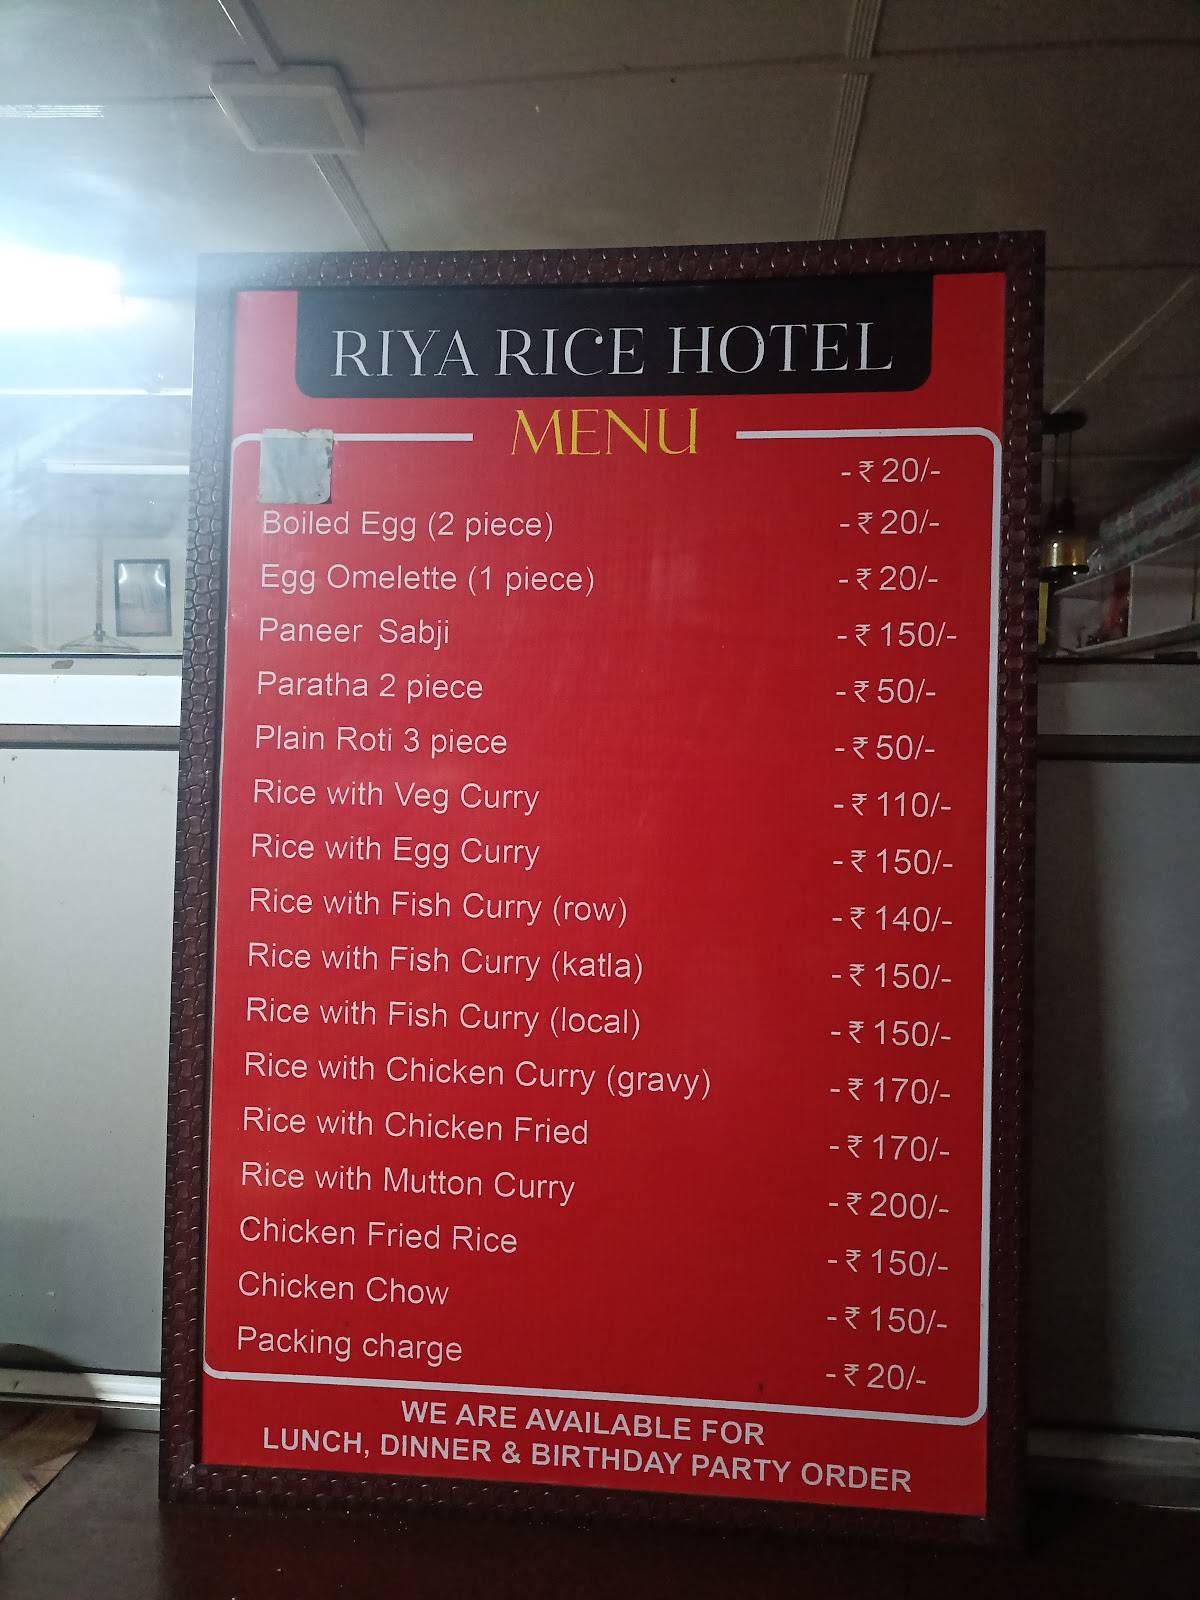 RIYA RICE HOTEL
MENU
- ₹ 20/-
Boiled Egg (2 piece) - ₹ 20/-
Egg Omelette (1 piece) - ₹ 20/-
Paneer Sabji - ₹ 150/-
Paratha 2 piece - ₹ 50/-
Plain Roti 3 piece - ₹ 50/-
Rice with Veg Curry - ₹ 110/-
Rice with Egg Curry - ₹ 150/-
Rice with Fish Curry (row) - ₹ 140/-
Rice with Fish Curry (katla) - ₹ 150/-
Rice with Fish Curry (local) - ₹ 150/-
Rice with Chicken Curry (gravy) - ₹ 170/-
Rice with Chicken Fried - ₹ 170/-
Rice with Mutton Curry - ₹ 200/-
Chicken Fried Rice - ₹ 150/-
Chicken Chow - ₹ 150/-
Packing charge - ₹ 20/-
WE ARE AVAILABLE FOR
LUNCH, DINNER & BIRTHDAY PARTY ORDER